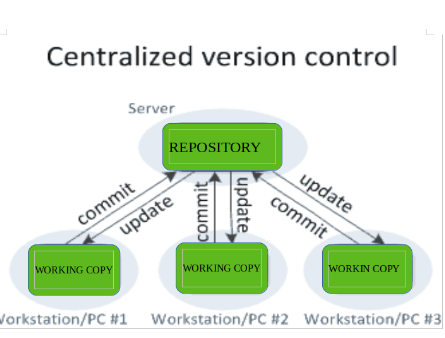 Centralized version control
Server
REPOSITORY
commit
update
commit
update
commit
update
WORKING COPY
WORKING COPY
WORKIN COPY
Workstation/PC #1
Workstation/PC #2
Workstation/PC #3